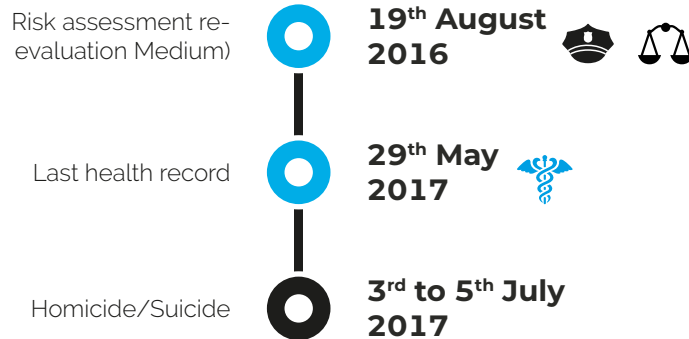 Risk assessment re-
evaluation Medium)
19th August
2016
Last health record
29th May
2017
Homicide/Suicide
3rd to 5th July
2017